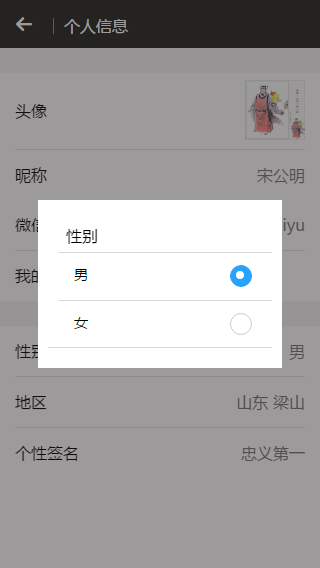 个人信息
头像
昵称 宋公明
微信 iyu
我的
性别
男
女
性别 男
地区 山东 梁山
个性签名 忠义第一